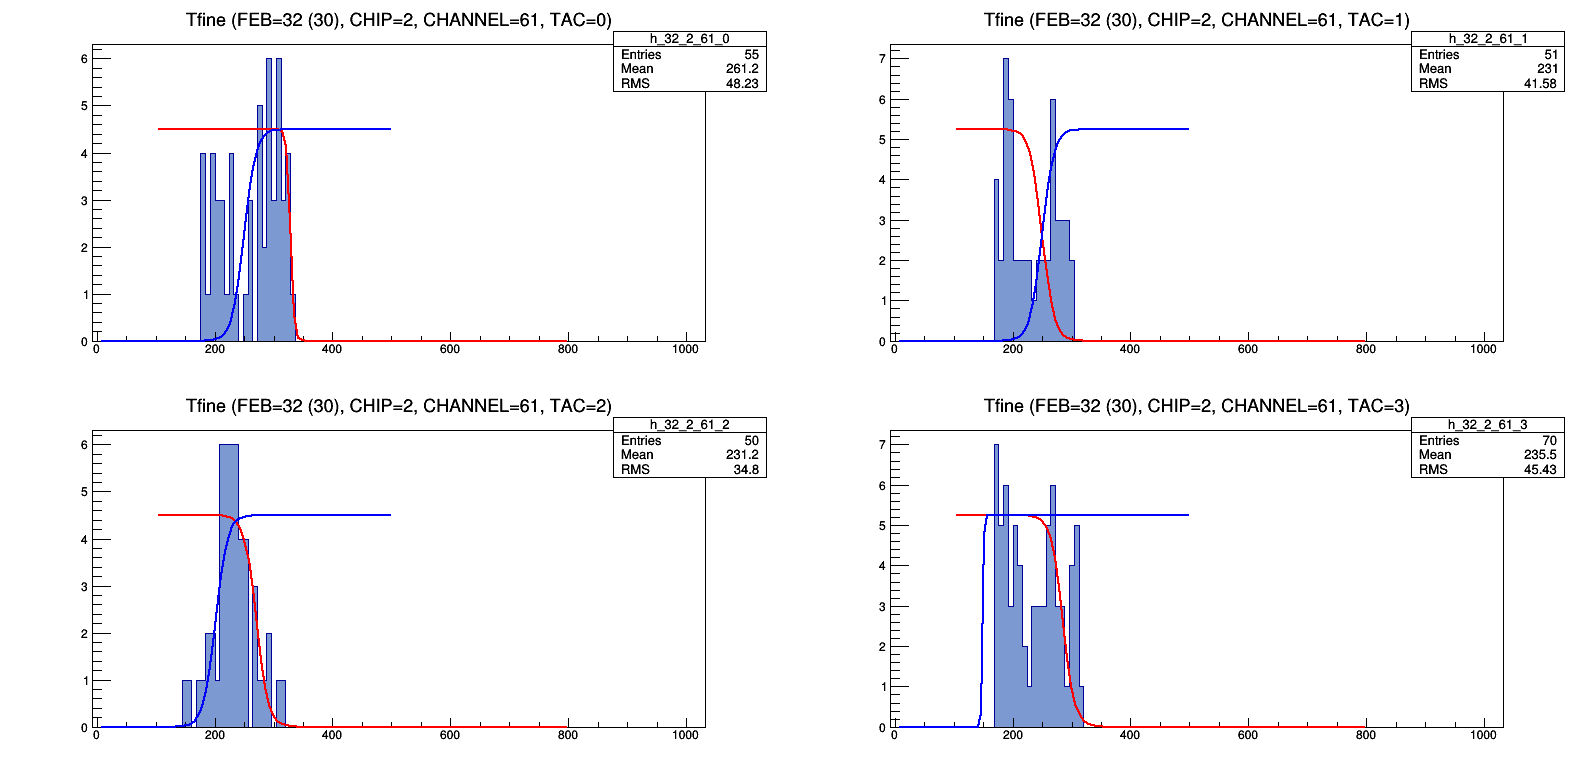 Tfine (FEB=32 (30), CHIP=2, CHANNEL=61, TAC=0)
h_32_2_61_0
Entries 55
Mean 261.2
RMS 48.23
6
5
4
3
2
1
0
0 200 400 600 800 1000
Tfine (FEB=32 (30), CHIP=2, CHANNEL=61, TAC=1)
h_32_2_61_1
Entries 51
Mean 231
RMS 41.58
7
6
5
4
3
2
1
0
0 200 400 600 800 1000
Tfine (FEB=32 (30), CHIP=2, CHANNEL=61, TAC=2)
h_32_2_61_2
Entries 50
Mean 231.2
RMS 34.8
6
5
4
3
2
1
0
0 200 400 600 800 1000
Tfine (FEB=32 (30), CHIP=2, CHANNEL=61, TAC=3)
h_32_2_61_3
Entries 70
Mean 235.5
RMS 45.43
7
6
5
4
3
2
1
0
0 200 400 600 800 1000